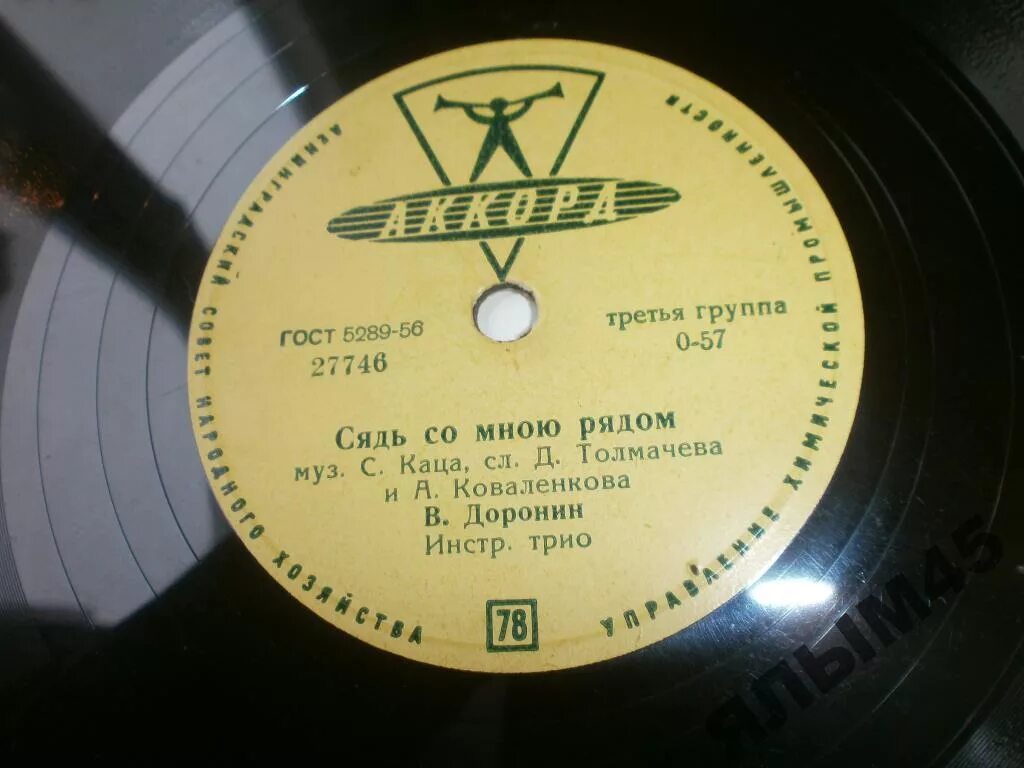 АККОРД
ЛЕНИНГРАДСКИЙ СОВЕТ НАРОДНОГО ХОЗЯЙСТВА
УПРАВЛЕНИЕ ХИМИЧЕСКОЙ ПРОМЫШЛЕННОСТИ
ГОСТ 5289-56
27746
третья группа
0-57
Сядь со мною рядом
муз. С. Каца, сл. Д. Толмачева
и А. Коваленкова
В. Доронин
Инстр. трио
78
ЯЛЫМ45